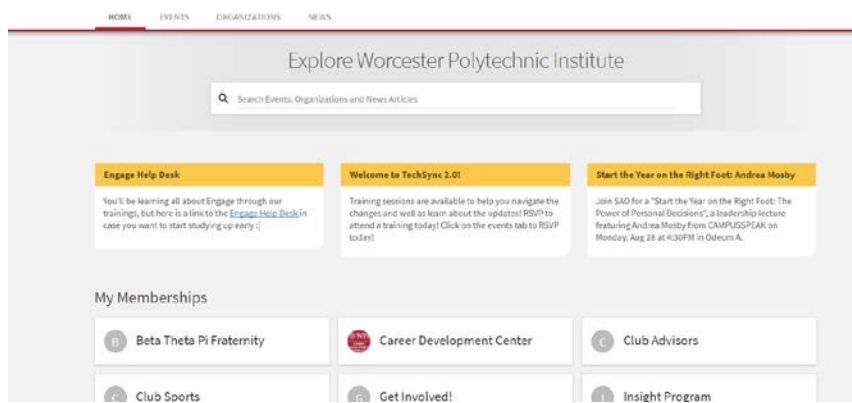 HOME EVENTS ORGANIZATIONS NEWS
Explore Worcester Polytechnic Institute
Search Events, Organizations and News Articles
Engage Help Desk
You'll be learning all about Engage through our
trainings, but here is a link to the Engage Help Desk in
case you want to start studying up early :)
Welcome to TechSync 2.0!
Training sessions are available to help you navigate the
changes and well as learn about the updates! RSVP to
attend a training today! Click on the events tab to RSVP
today!
Start the Year on the Right Foot: Andrea Mosby
Join SAO for a "Start the Year on the Right Foot: The
Power of Personal Decisions", a leadership lecture
featuring Andrea Mosby from CAMPUSSPEAK on
Monday, Aug 28 at 4:30PM in Odeum A.
My Memberships
B Beta Theta Pi Fraternity
Career Development Center
C Club Advisors
C Club Sports
G Get Involved!
I Insight Program